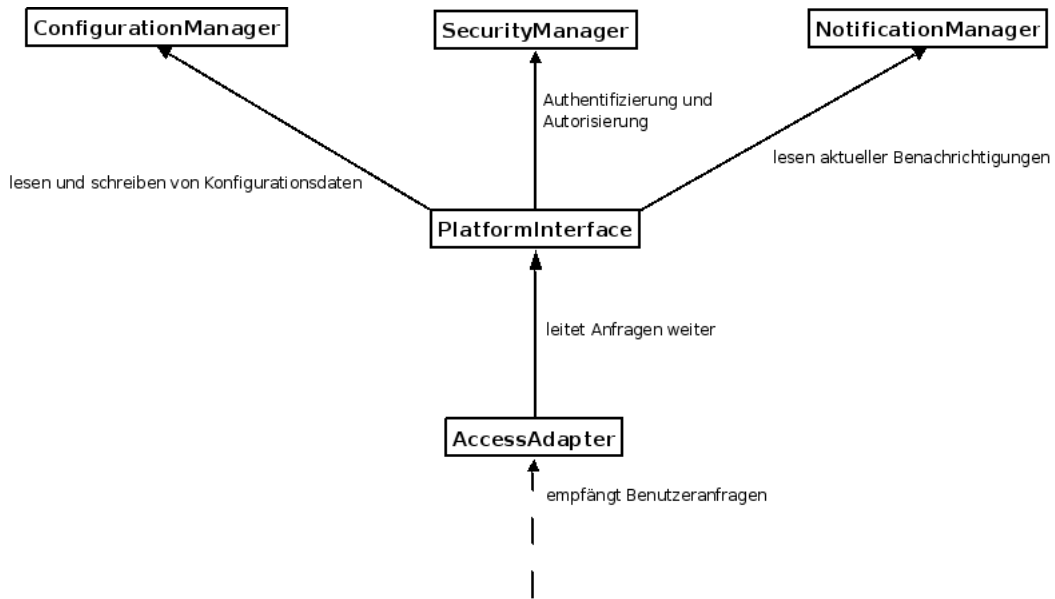 ConfigurationManager
SecurityManager
NotificationManager
Authentifizierung und
Autorisierung
lesen aktueller Benachrichtigungen
lesen und schreiben von Konfigurationsdaten
PlatformInterface
leitet Anfragen weiter
AccessAdapter
empfängt Benutzeranfragen